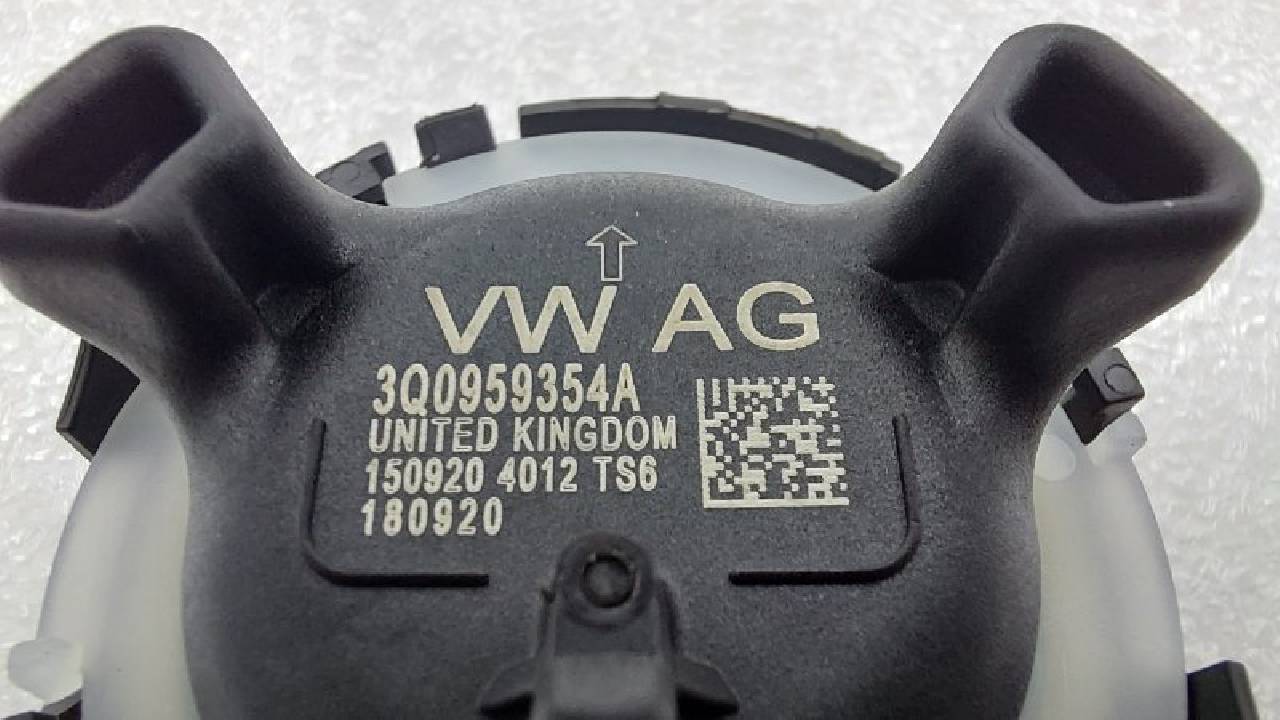 VW AG
3Q0959354A
UNITED KINGDOM
150920 4012 TS6
180920